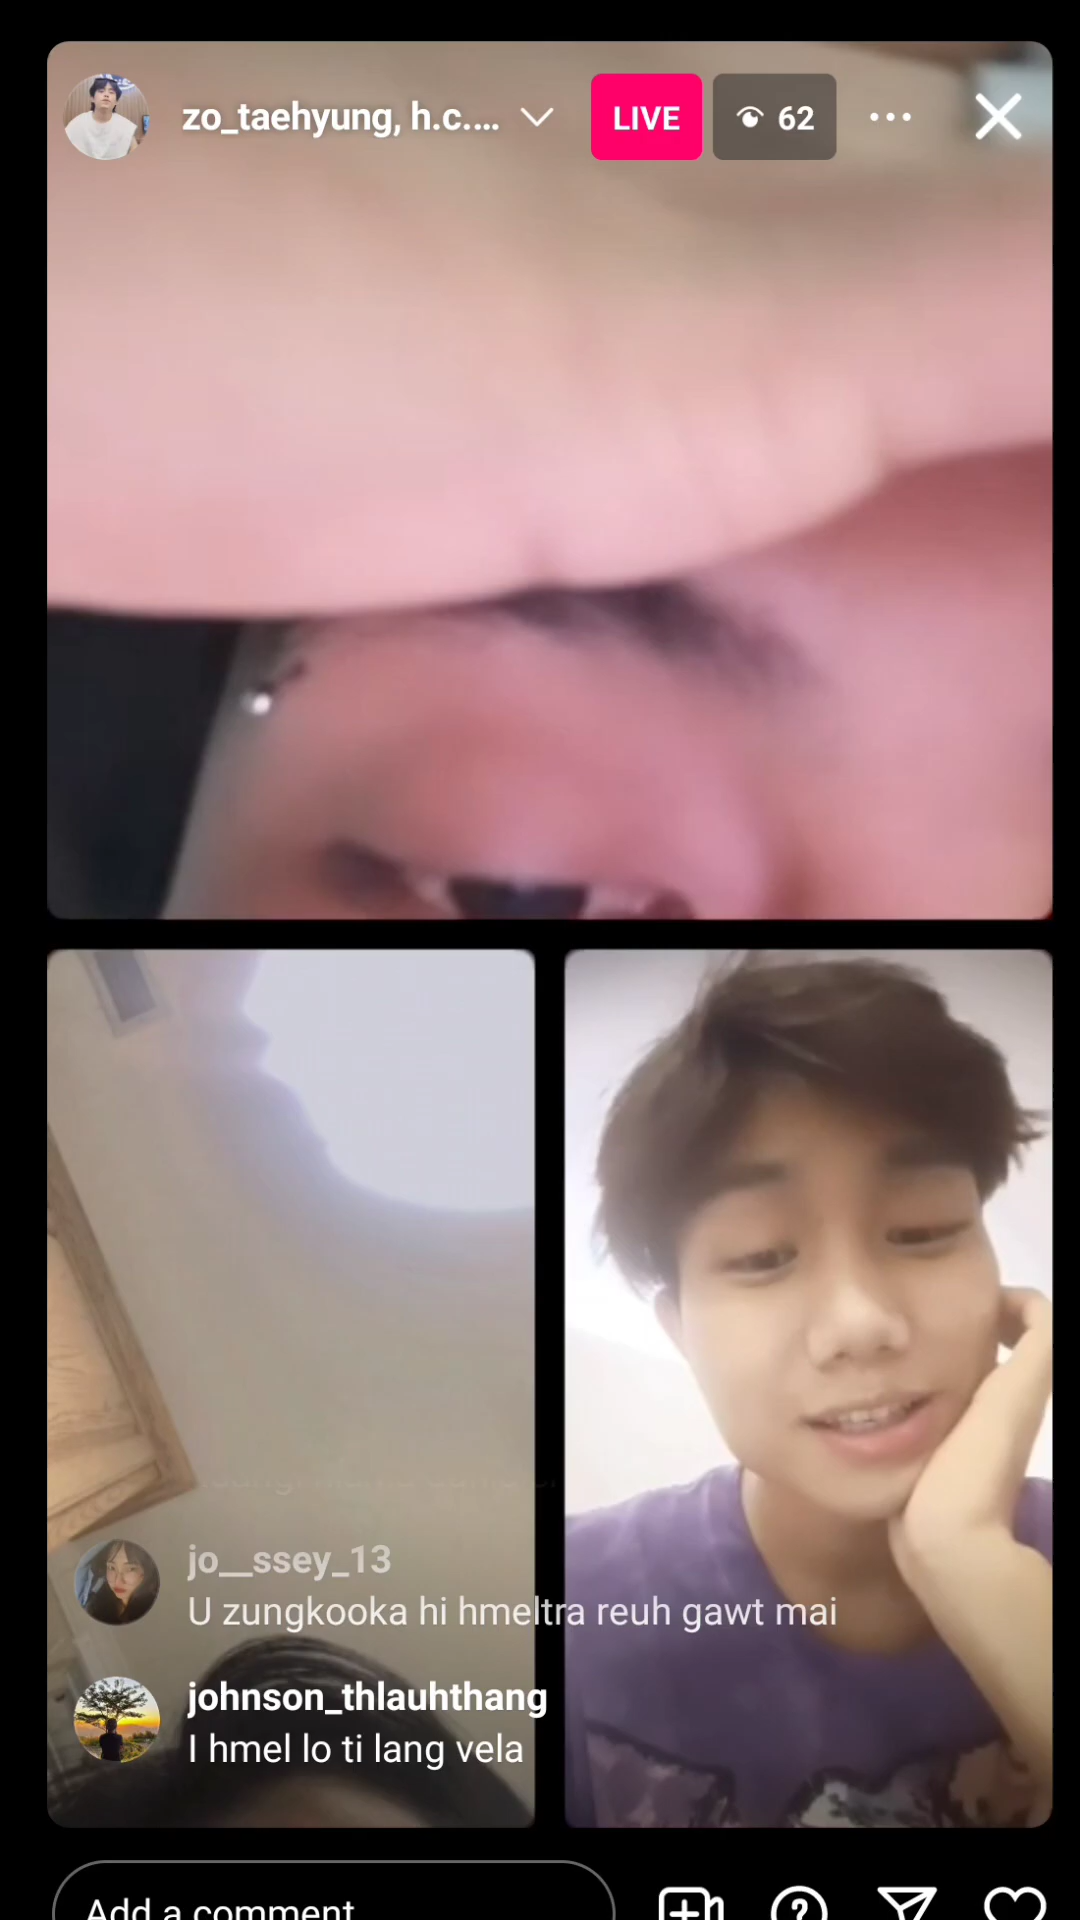 zo_taehyung, h.c....
LIVE
62
jo__ssey_13
U zungkooka hi hmeltra reuh gawt mai
johnson_thlauhthang
I hmel lo ti lang vela
Add a comment